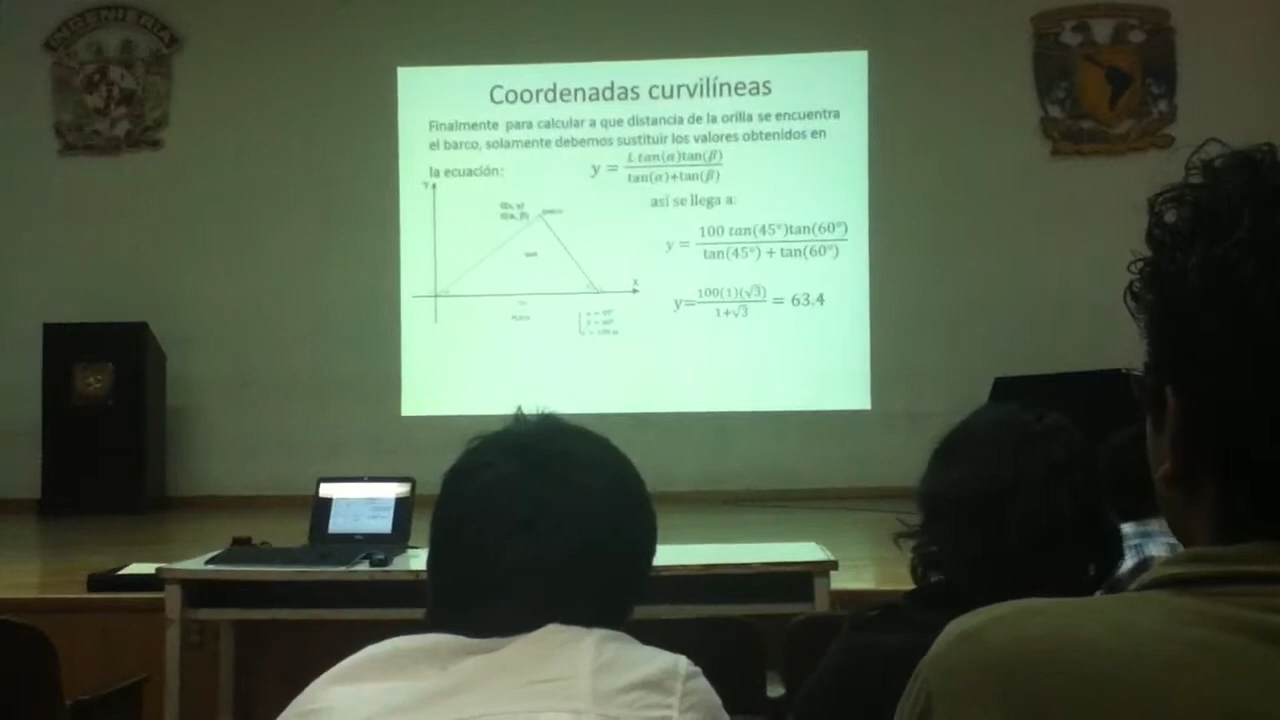 INGENIERIA
Coordenadas curvilíneas
Finalmente para calcular a que distancia de la orilla se encuentra
el barco, solamente debemos sustituir los valores obtenidos en
la ecuación: y = L tan(α)tan(β) / tan(α)+tan(β)
así se llega a:
y = 100 tan(45°)tan(60°) / tan(45°) + tan(60°)
y= 100(1)(√3) / 1+√3 = 63.4
Y
X